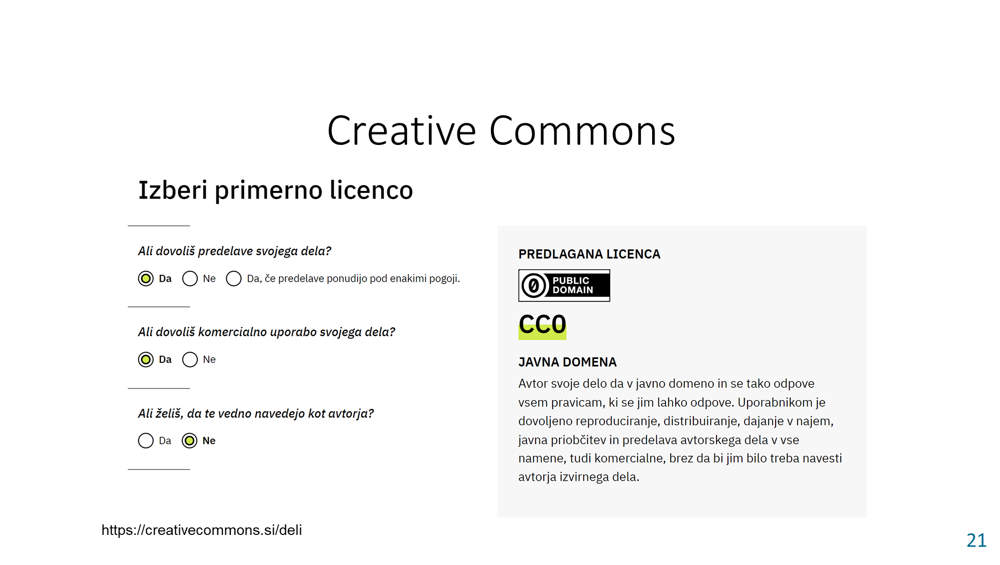 Creative Commons
Izberi primerno licenco
Ali dovoliš predelave svojega dela?
Da Ne Da, če predelave ponudijo pod enakimi pogoji.
Ali dovoliš komercialno uporabo svojega dela?
Da Ne
Ali želiš, da te vedno navedejo kot avtorja?
Da Ne
PREDLAGANA LICENCA
0 PUBLIC
DOMAIN
CC0
JAVNA DOMENA
Avtor svoje delo da v javno domeno in se tako odpove
vsem pravicam, ki se jim lahko odpove. Uporabnikom je
dovoljeno reproduciranje, distribuiranje, dajanje v najem,
javna priobčitev in predelava avtorskega dela v vse
namene, tudi komercialne, brez da bi jim bilo treba navesti
avtorja izvirnega dela.
https://creativecommons.si/deli
21